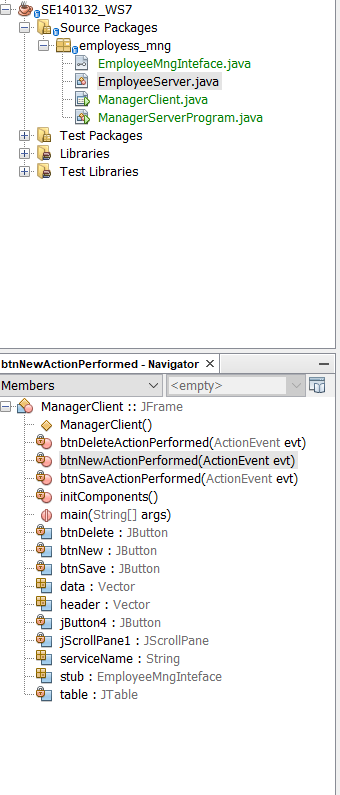 SE140132_WS7
Source Packages
employess_mng
EmployeeMngInteface.java
EmployeeServer.java
ManagerClient.java
ManagerServerProgram.java
Test Packages
Libraries
Test Libraries
btnNewActionPerformed - Navigator
Members
<empty>
ManagerClient :: JFrame
ManagerClient()
btnDeleteActionPerformed(ActionEvent evt)
btnNewActionPerformed(ActionEvent evt)
btnSaveActionPerformed(ActionEvent evt)
initComponents()
main(String[] args)
btnDelete : JButton
btnNew : JButton
btnSave : JButton
data : Vector
header : Vector
jButton4 : JButton
jScrollPane1 : JScrollPane
serviceName : String
stub : EmployeeMngInteface
table : JTable